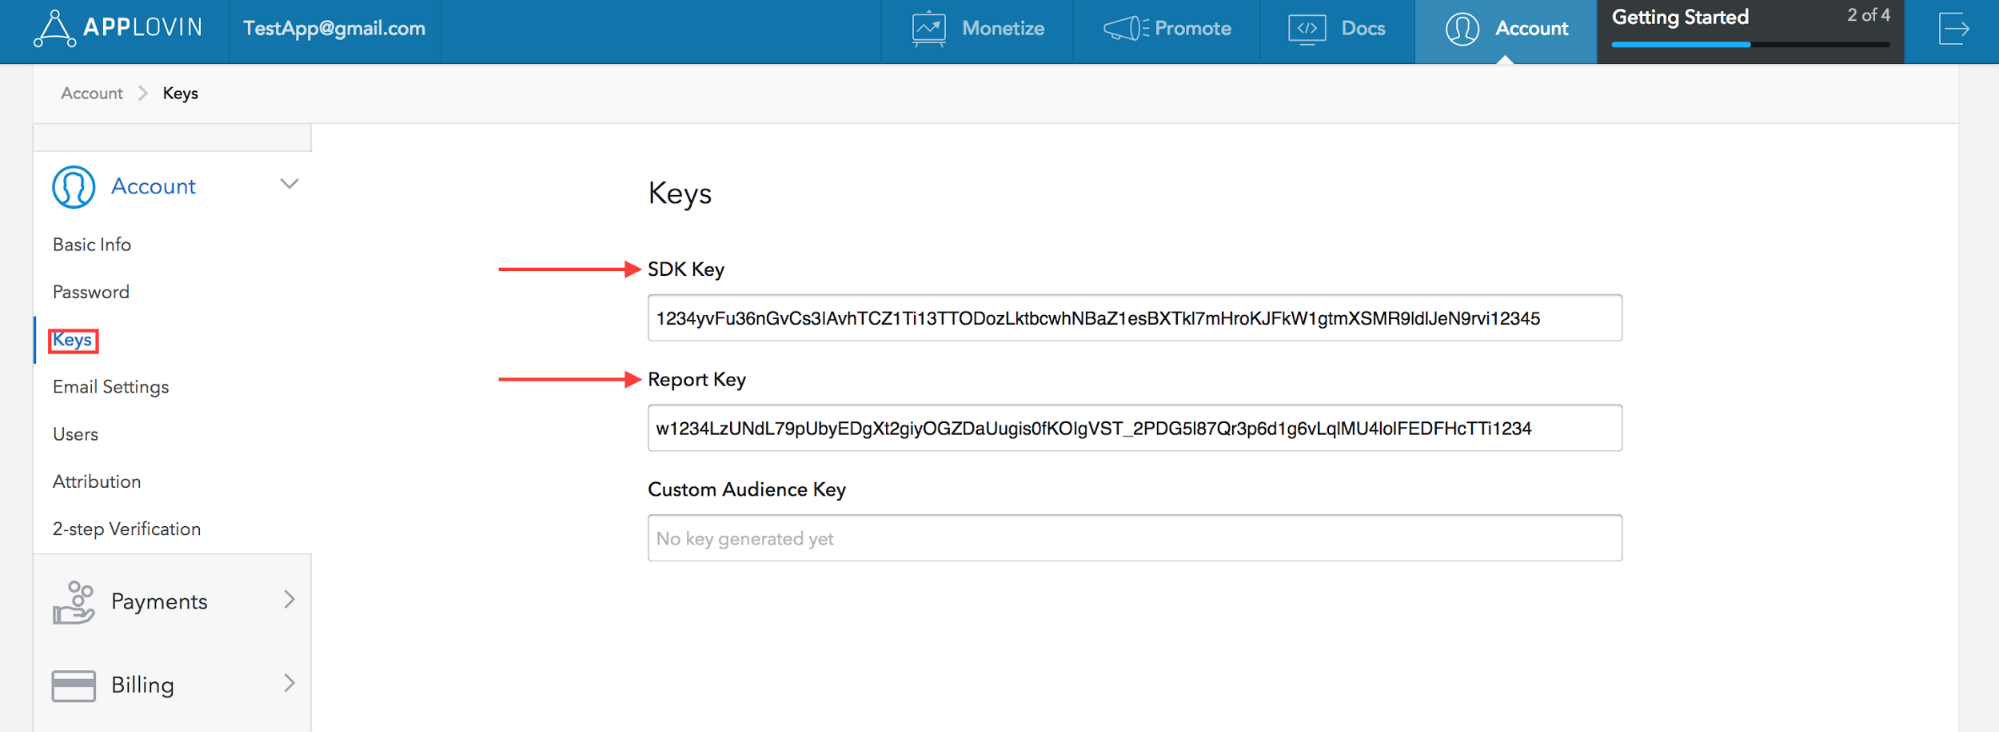 APPLOVIN
TestApp@gmail.com
Monetize
Promote
Docs
Account
Getting Started
2 of 4
Account > Keys
Account
Basic Info
Password
Keys
Email Settings
Users
Attribution
2-step Verification
Payments
Billing
Keys
SDK Key
1234yvFu36nGvCs3IAvhTCZ1Ti13TTODozLktbcwhNBaZ1esBXTkl7mHroKJFkW1gtmXSMR9ldlJeN9rvi12345
Report Key
w1234LzUNdL79pUbyEDgXt2giyOGZDaUugis0fKOlgVST_2PDG5l87Qr3p6d1g6vLqlMU4lolFEDFHcTTi1234
Custom Audience Key
No key generated yet